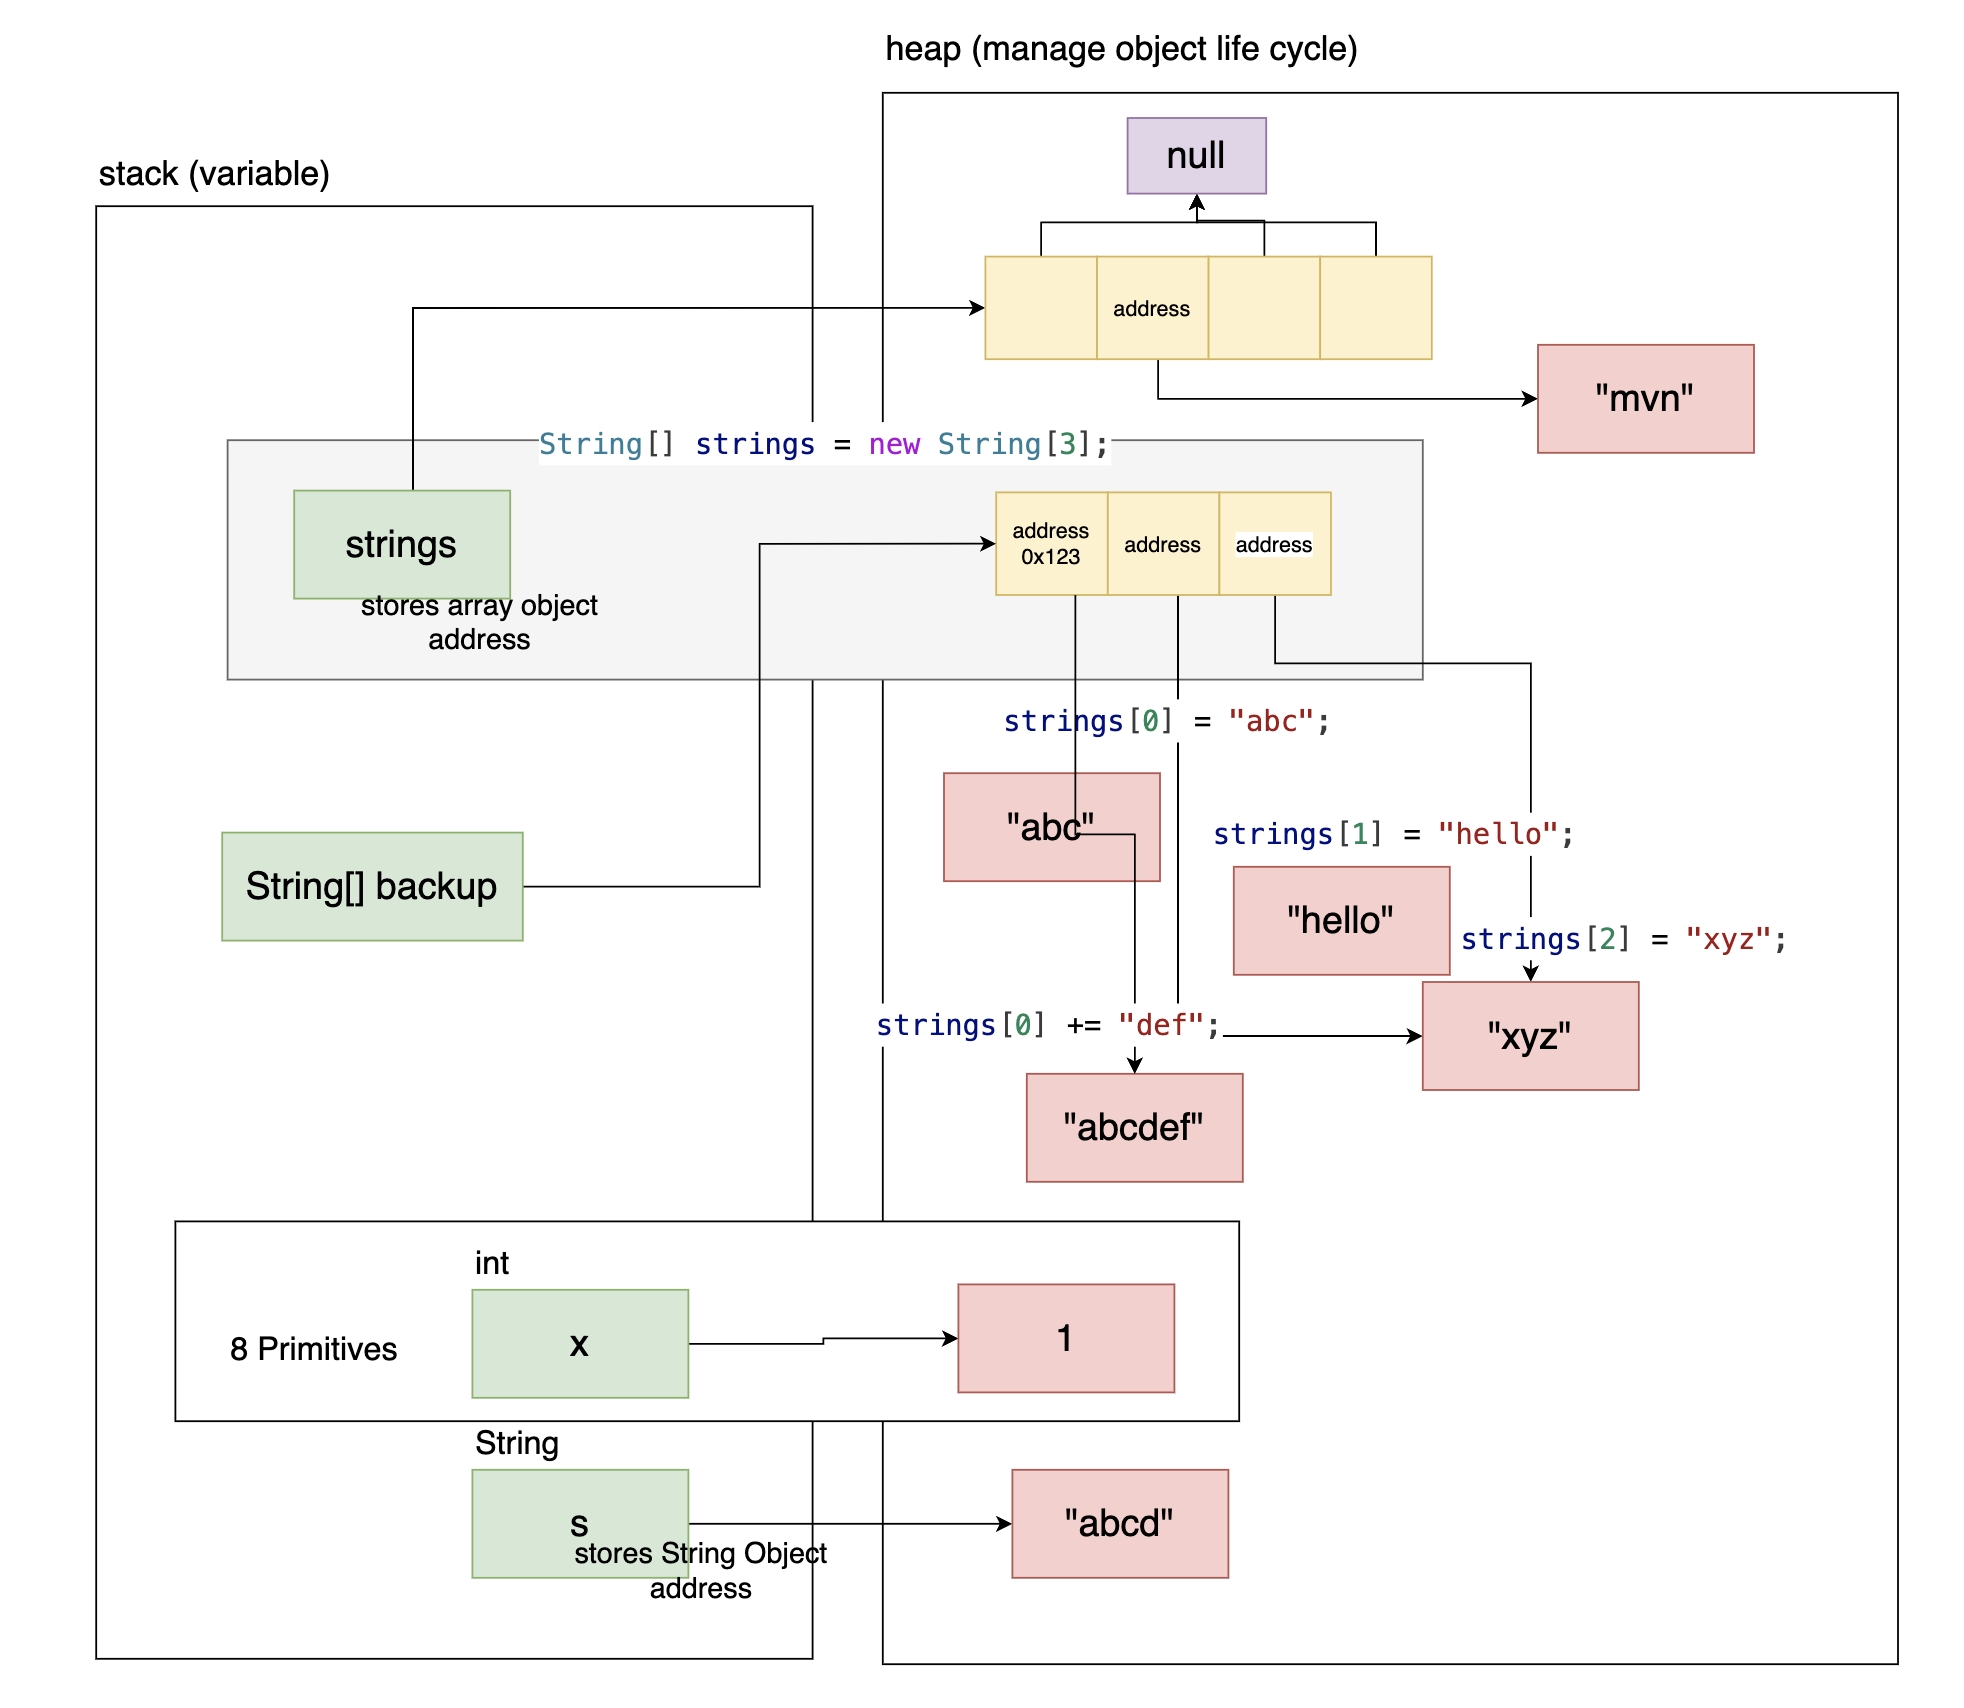 heap (manage object life cycle)
null
stack (variable)
address
"mvn"
String[] strings = new String[3];
strings
address
0x123
address
address
stores array object
address
strings[0] = "abc";
"abc"
strings[1] = "hello";
String[] backup
"hello"
strings[2] = "xyz";
strings[0] += "def";
"xyz"
"abcdef"
int
8 Primitives
x
1
String
s
"abcd"
stores String Object
address